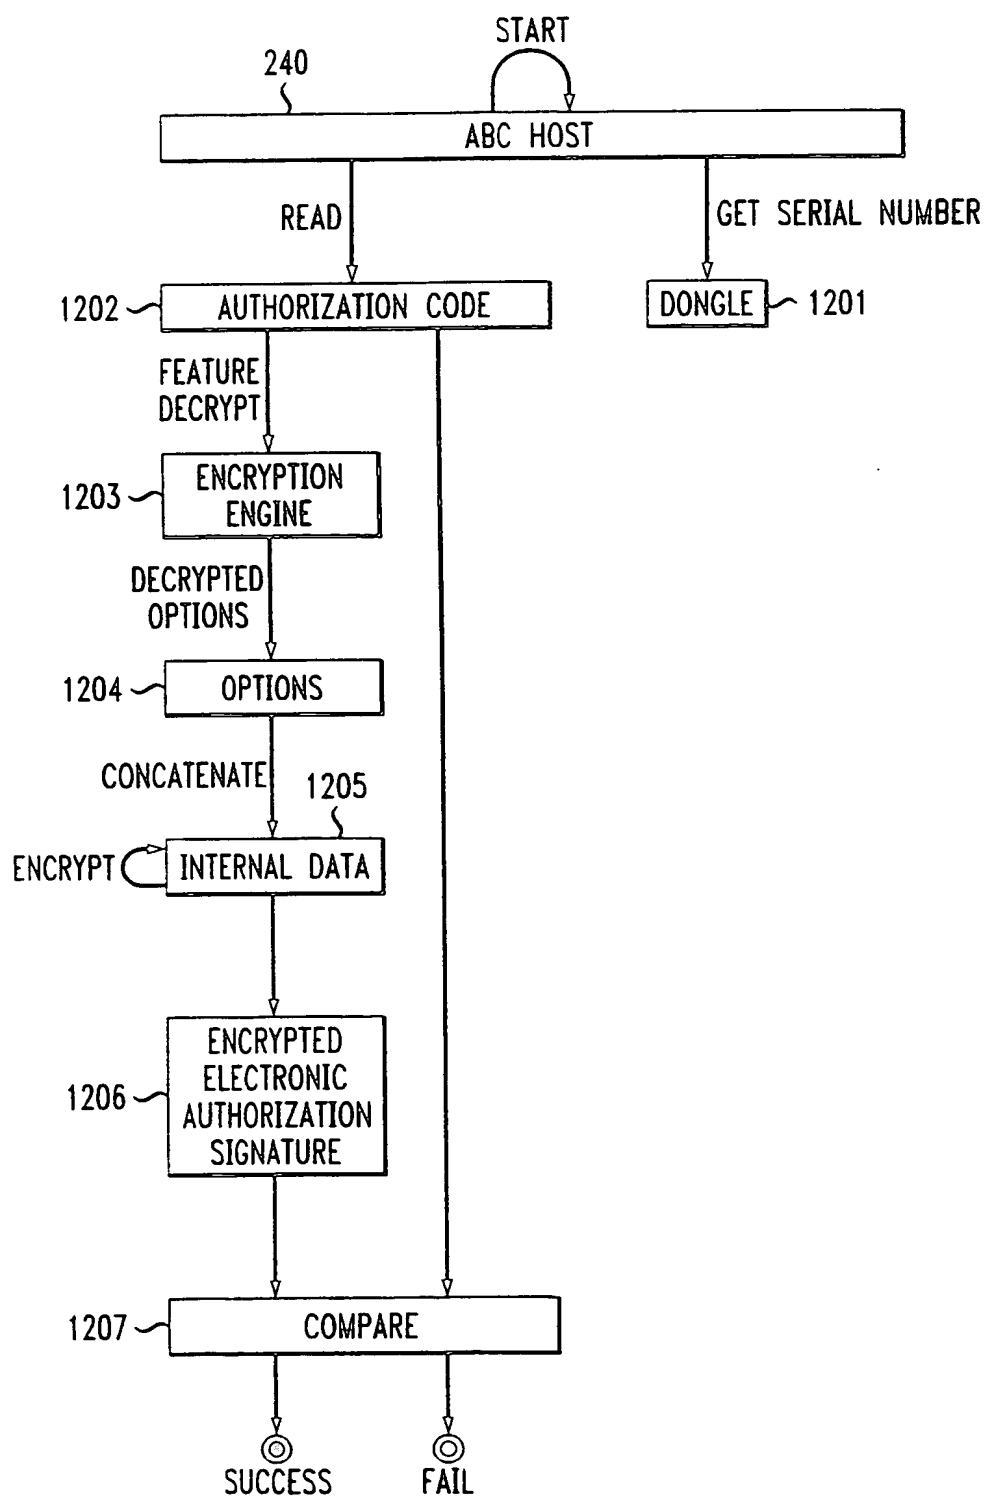 START
240
ABC HOST
READ
GET SERIAL NUMBER
1202
AUTHORIZATION CODE
DONGLE
1201
FEATURE
DECRYPT
1203
ENCRYPTION
ENGINE
DECRYPTED
OPTIONS
1204
OPTIONS
CONCATENATE
1205
ENCRYPT
INTERNAL DATA
1206
ENCRYPTED
ELECTRONIC
AUTHORIZATION
SIGNATURE
1207
COMPARE
SUCCESS
FAIL